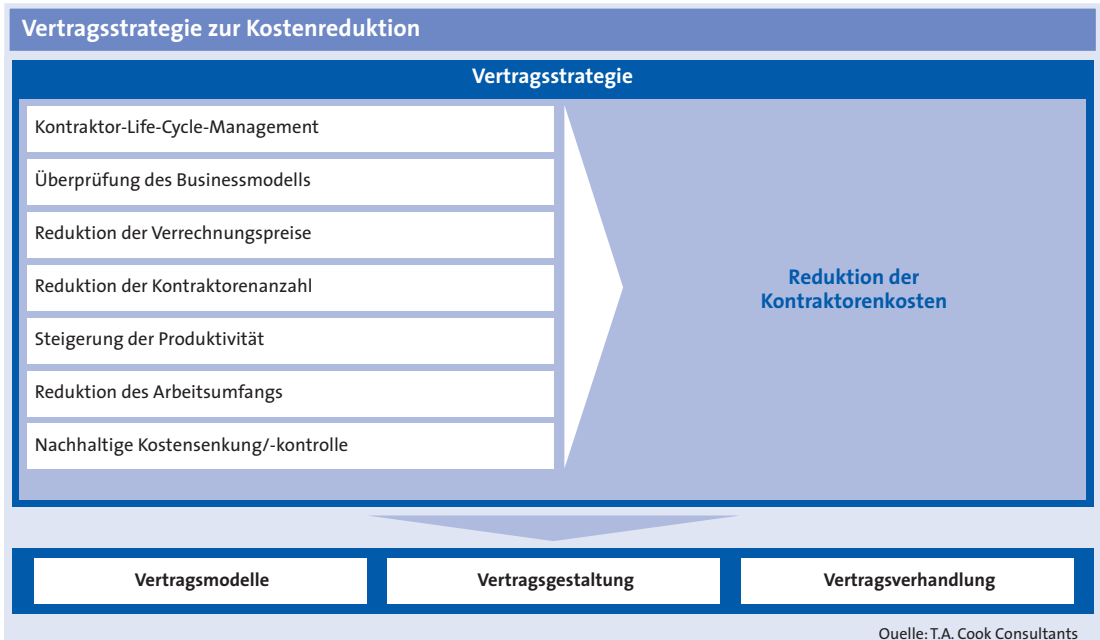 Vertragsstrategie zur Kostenreduktion
Vertragsstrategie
Kontraktor-Life-Cycle-Management
Überprüfung des Businessmodells
Reduktion der Verrechnungspreise
Reduktion der Kontraktorenanzahl
Steigerung der Produktivität
Reduktion des Arbeitsumfangs
Nachhaltige Kostensenkung/-kontrolle
Reduktion der
Kontraktorenkosten
Vertragsmodelle
Vertragsgestaltung
Vertragsverhandlung
Quelle: T.A. Cook Consultants